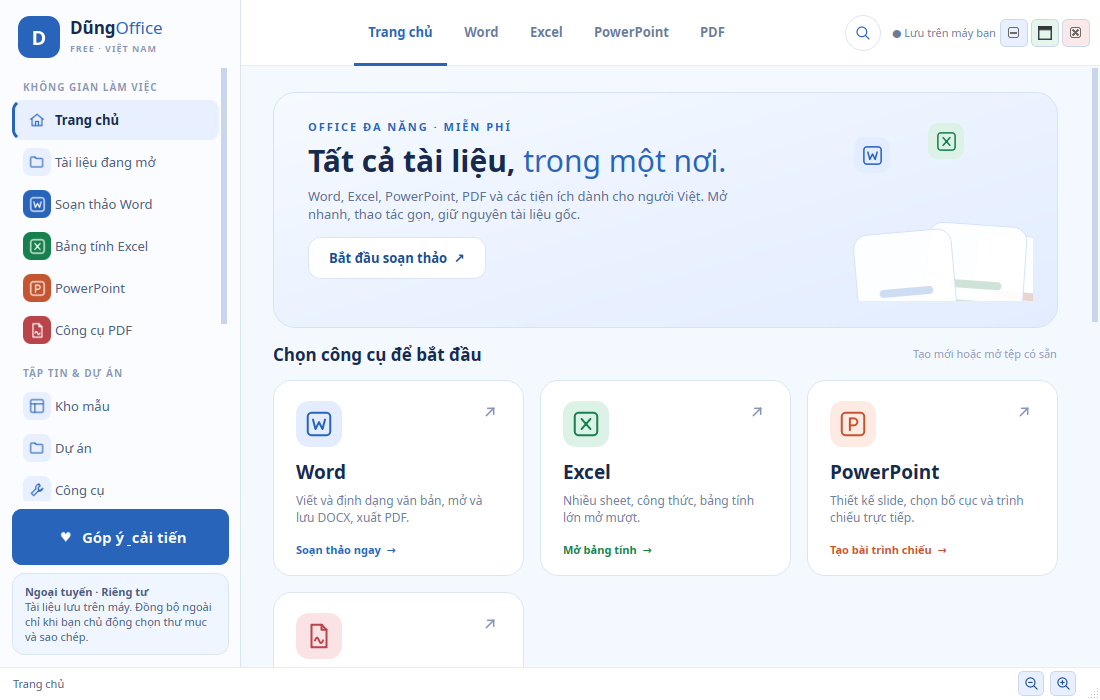 D
DũngOffice
FREE · VIỆT NAM
Trang chủ
Word
Excel
PowerPoint
PDF
Lưu trên máy bạn
KHÔNG GIAN LÀM VIỆC
Trang chủ
Tài liệu đang mở
Soạn thảo Word
Bảng tính Excel
PowerPoint
Công cụ PDF
TẬP TIN & DỰ ÁN
Kho mẫu
Dự án
Công cụ
♥ Góp ý _cải tiến
Ngoại tuyến · Riêng tư
Tài liệu lưu trên máy. Đồng bộ ngoài
chỉ khi bạn chủ động chọn thư mục
và sao chép.
OFFICE ĐA NĂNG · MIỄN PHÍ
Tất cả tài liệu, trong một nơi.
Word, Excel, PowerPoint, PDF và các tiện ích dành cho người Việt. Mở
nhanh, thao tác gọn, giữ nguyên tài liệu gốc.
Bắt đầu soạn thảo ↗
W
X
Chọn công cụ để bắt đầu
Tạo mới hoặc mở tệp có sẵn
W
Word
Viết và định dạng văn bản, mở và
lưu DOCX, xuất PDF.
Soạn thảo ngay →
X
Excel
Nhiều sheet, công thức, bảng tính
lớn mở mượt.
Mở bảng tính →
P
PowerPoint
Thiết kế slide, chọn bố cục và trình
chiếu trực tiếp.
Tạo bài trình chiếu →
Trang chủ